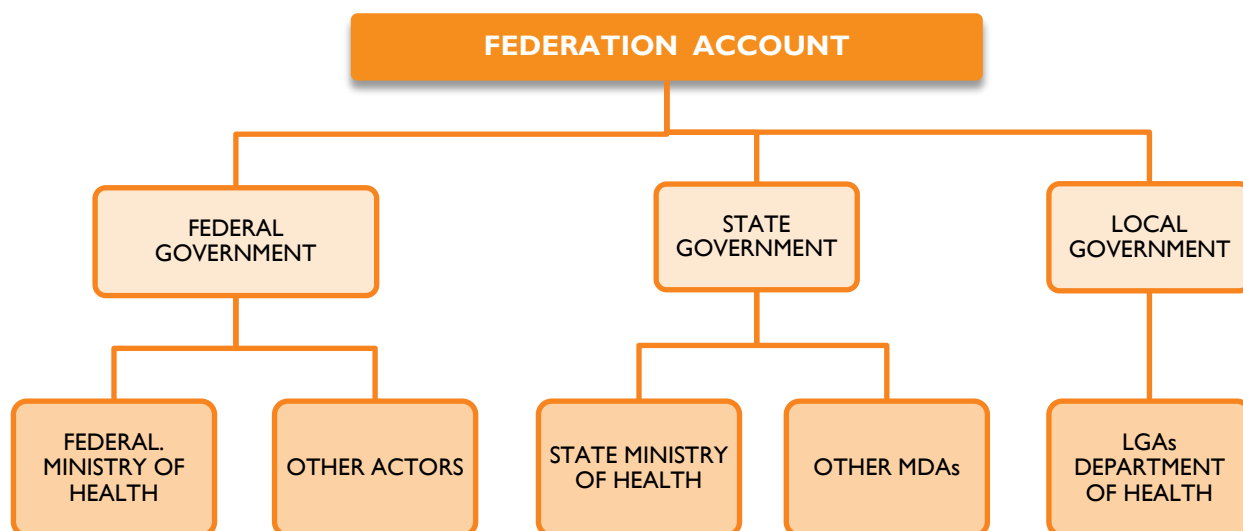 FEDERATION ACCOUNT
FEDERAL
GOVERNMENT
STATE
GOVERNMENT
LOCAL
GOVERNMENT
FEDERAL.
MINISTRY OF
HEALTH
OTHER ACTORS
STATE MINISTRY
OF HEALTH
OTHER MDAs
LGAs
DEPARTMENT
OF HEALTH